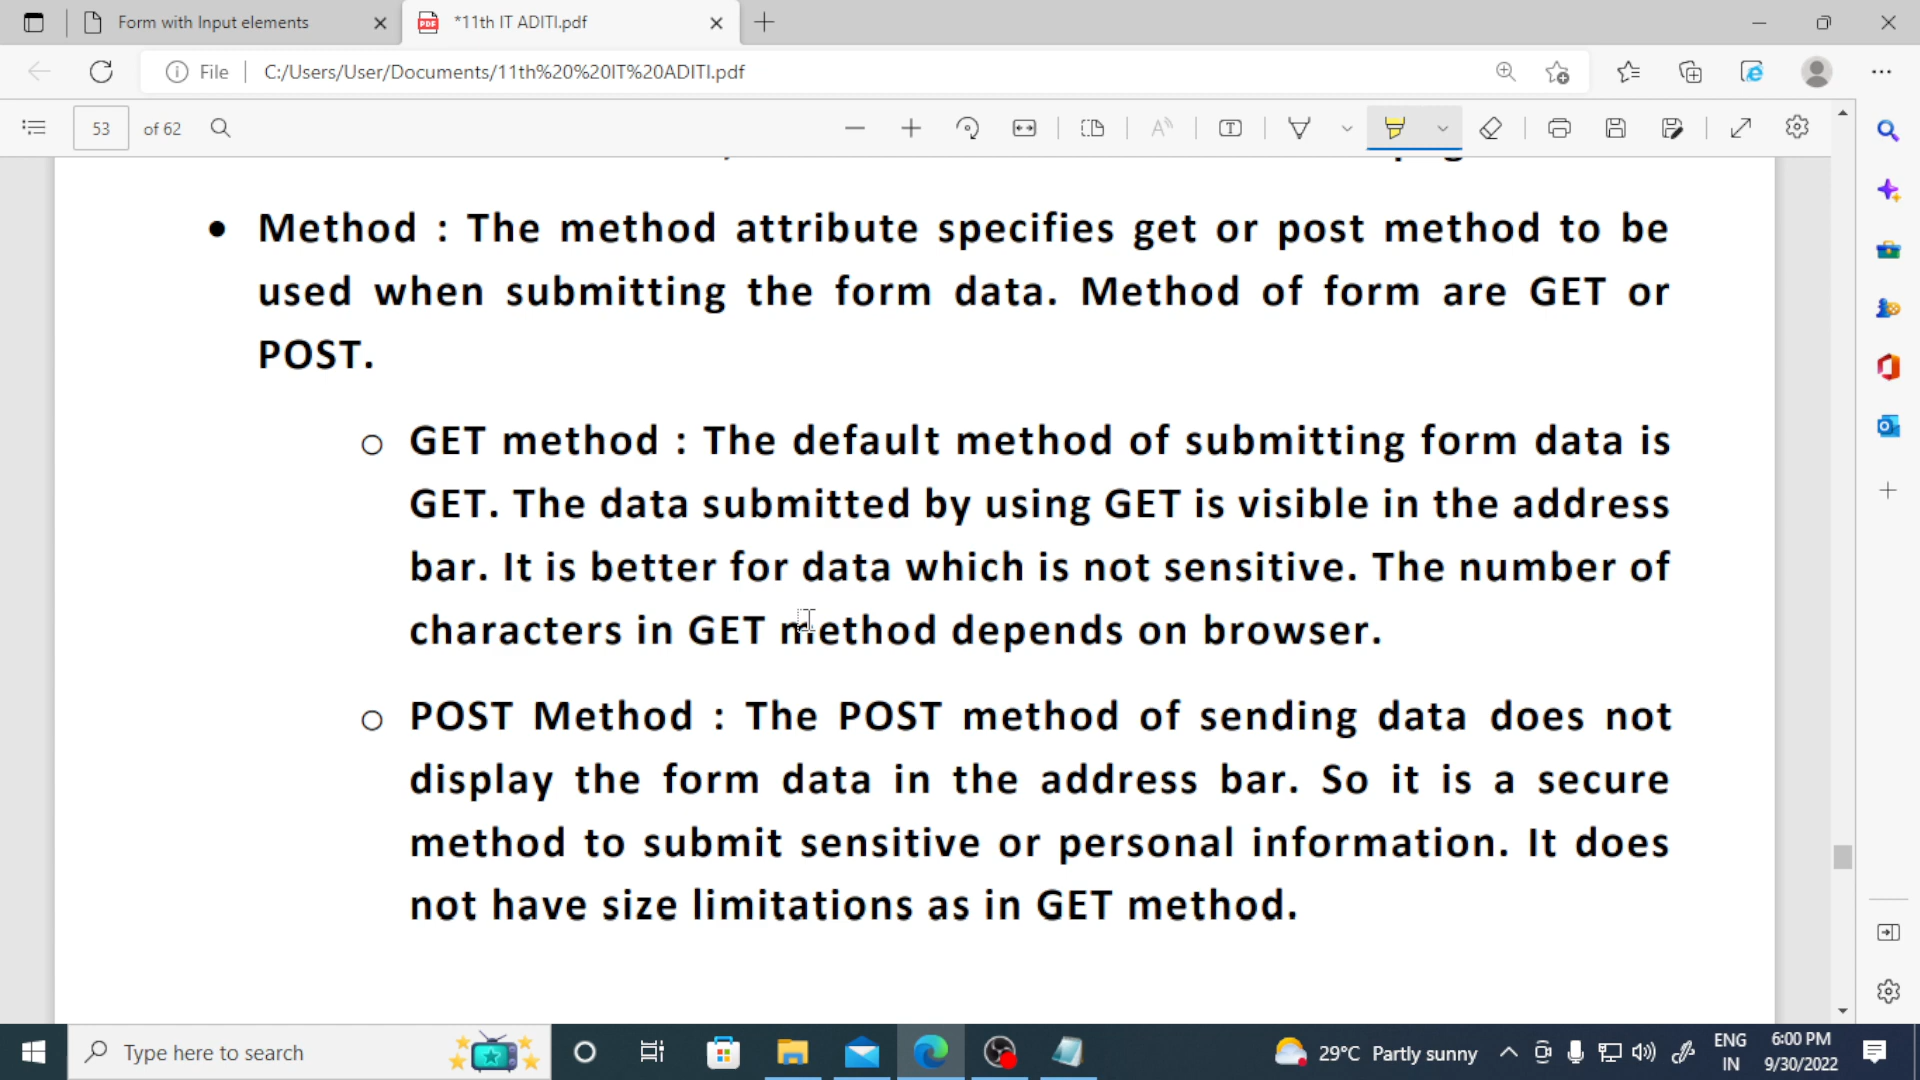 Form with Input elements
*11th IT ADITI.pdf
File
C:/Users/User/Documents/11th%20%20IT%20ADITI.pdf
53 of 62
• Method : The method attribute specifies get or post method to be
used when submitting the form data. Method of form are GET or
POST.
o GET method : The default method of submitting form data is
GET. The data submitted by using GET is visible in the address
bar. It is better for data which is not sensitive. The number of
characters in GET method depends on browser.
o POST Method : The POST method of sending data does not
display the form data in the address bar. So it is a secure
method to submit sensitive or personal information. It does
not have size limitations as in GET method.
Type here to search
29°C Partly sunny
ENG
IN
6:00 PM
9/30/2022